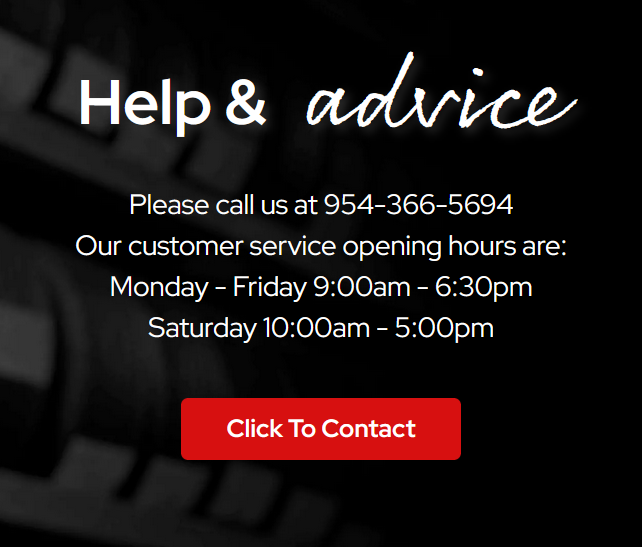 Help & advice
Please call us at 954-366-5694
Our customer service opening hours are:
Monday - Friday 9:00am - 6:30pm
Saturday 10:00am - 5:00pm
Click To Contact